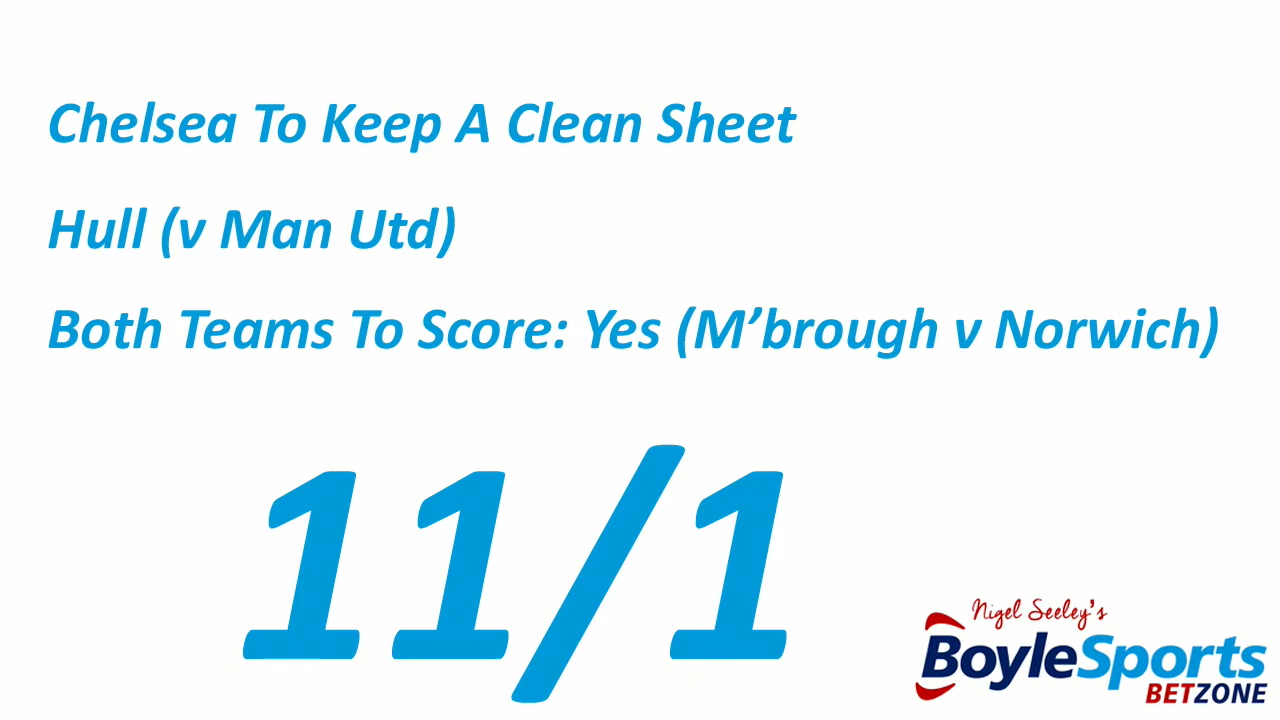 Chelsea To Keep A Clean Sheet
Hull (v Man Utd)
Both Teams To Score: Yes (M’brough v Norwich)
11/1
Nigel Seeley's
BoyleSports
BETZONE